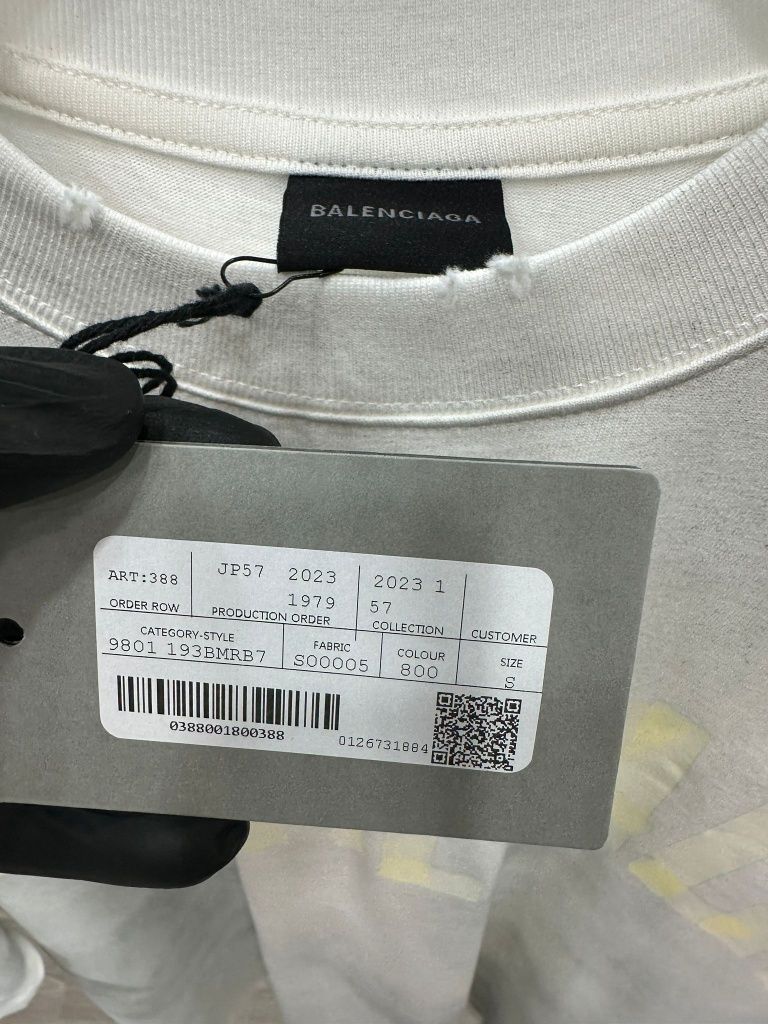 BALENCIAGA
ART:388
ORDER ROW
JP57 2023
1979
PRODUCTION ORDER
2023 1
57
COLLECTION
CUSTOMER
CATEGORY-STYLE
9801 193BMRB7
FABRIC
S00005
COLOUR
800
SIZE
S
0388001800388
0126731884